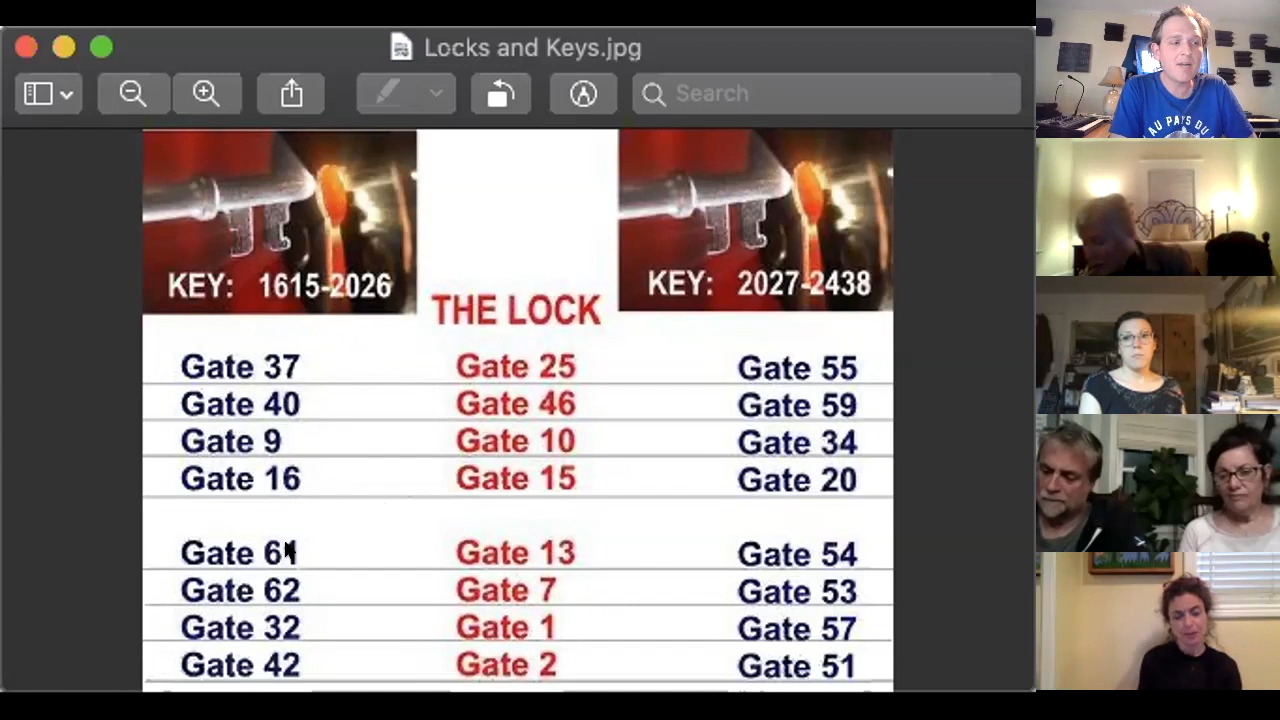 Locks and Keys.jpg
Search
KEY: 1615-2026
THE LOCK
KEY: 2027-2438
Gate 37 Gate 25 Gate 55
Gate 40 Gate 46 Gate 59
Gate 9 Gate 10 Gate 34
Gate 16 Gate 15 Gate 20
Gate 61 Gate 13 Gate 54
Gate 62 Gate 7 Gate 53
Gate 32 Gate 1 Gate 57
Gate 42 Gate 2 Gate 51
AU PAYS DU